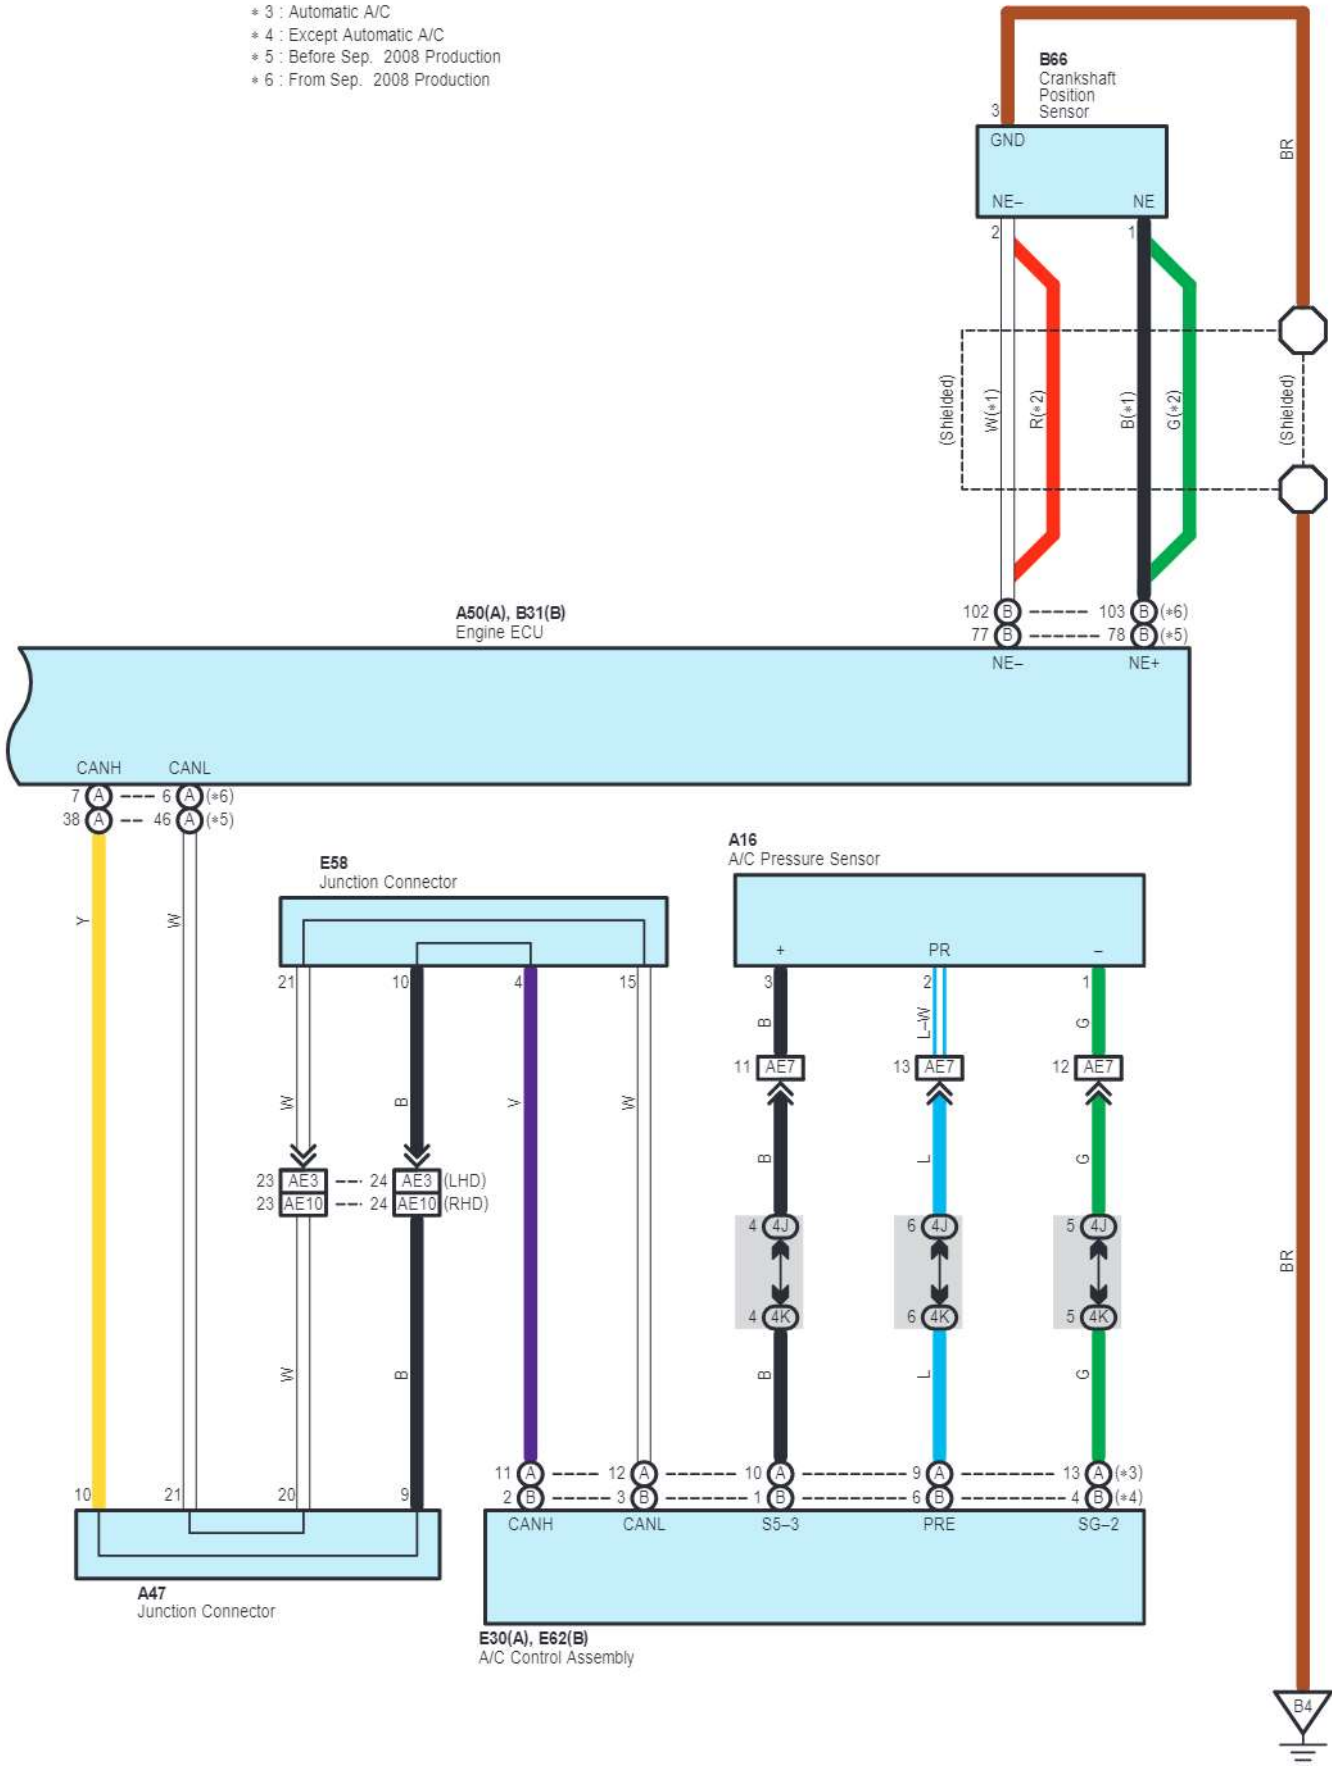 * 3 : Automatic A/C
* 4 : Except Automatic A/C
* 5 : Before Sep. 2008 Production
* 6 : From Sep. 2008 Production
B66
Crankshaft
Position
Sensor
3
GND
BR
NE– NE
2 1
(Shielded) W(*1) R(*2) B(*1) G(*2) (Shielded)
A50(A), B31(B)
Engine ECU
102 B 103 B (*6)
77 B 78 B (*5)
NE– NE+
CANH CANL
7 A 6 A (*6)
38 A 46 A (*5)
A16
A/C Pressure Sensor
E58
Junction Connector
Y W
+ PR –
21 10 4 15 3 2 1
B L–W G
11 AE7 13 AE7 12 AE7
W B V W
B L G
23 AE3 24 AE3 (LHD)
23 AE10 24 AE10 (RHD)
4 4J 6 4J 5 4J
BR
4 4K 6 4K 5 4K
W B B L G
11 A 12 A 10 A 9 A 13 A (*3)
2 B 3 B 1 B 6 B 4 B (*4)
10 21 20 9
CANH CANL S5–3 PRE SG–2
A47
Junction Connector
E30(A), E62(B)
A/C Control Assembly
B4